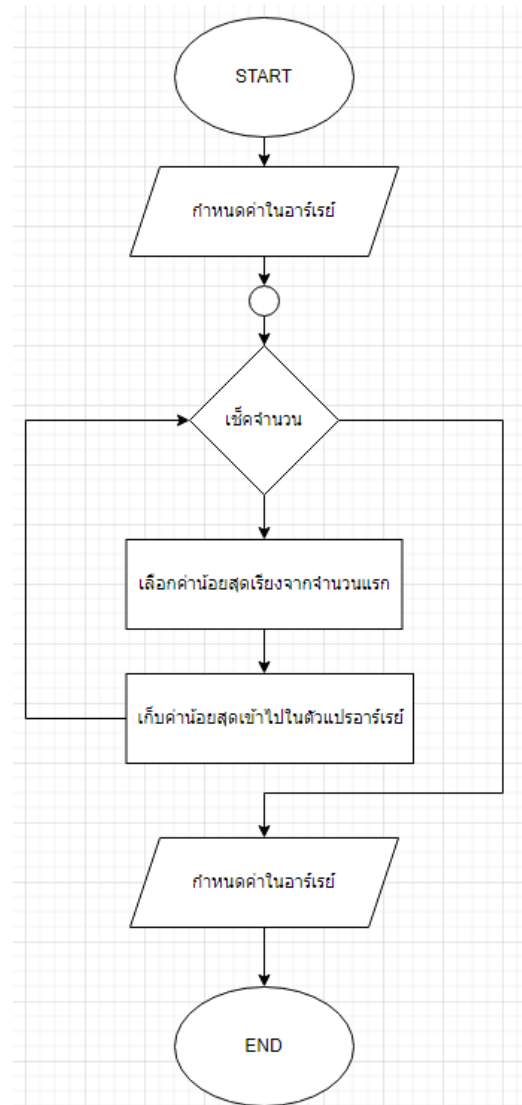 START
กำหนดค่าในอาร์เรย์
เช็คจำนวน
เลือกค่าน้อยสุดเรียงจากจำนวนแรก
เก็บค่าน้อยสุดเข้าไปในตัวแปรอาร์เรย์
กำหนดค่าในอาร์เรย์
END